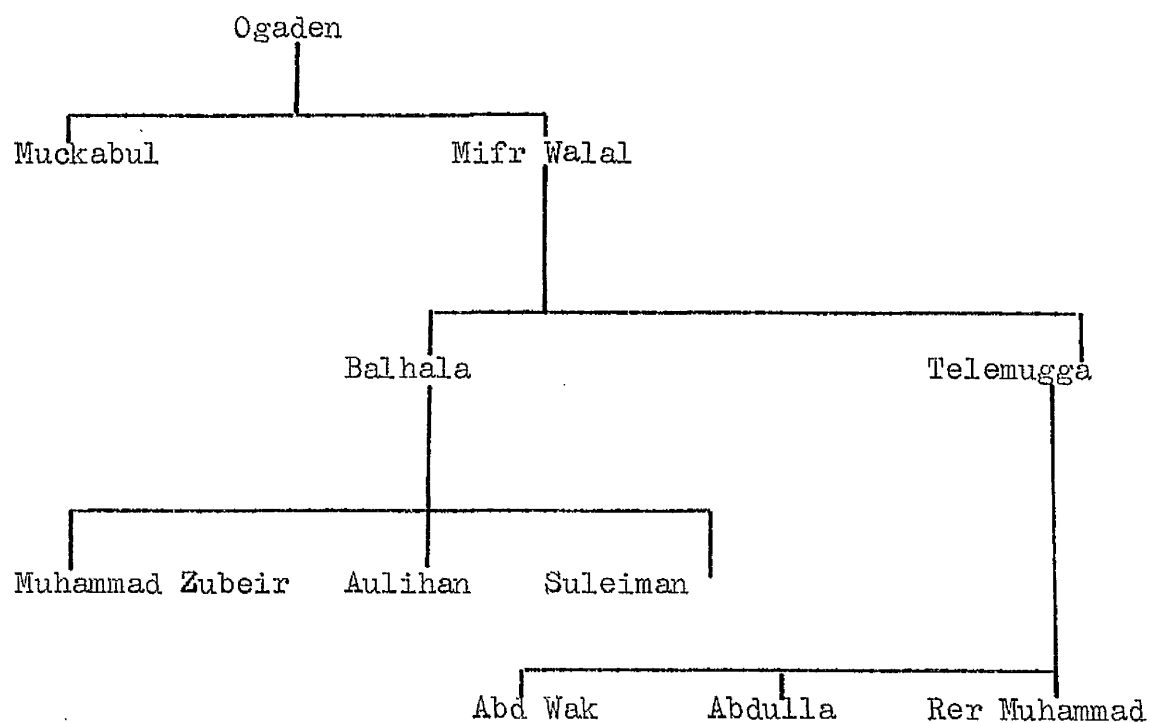 Ogaden
Muckabul Mifr Walal
Balhala Telemugga
Muhammad Zubeir Aulihan Suleiman
Abd Wak Abdulla Rer Muhammad